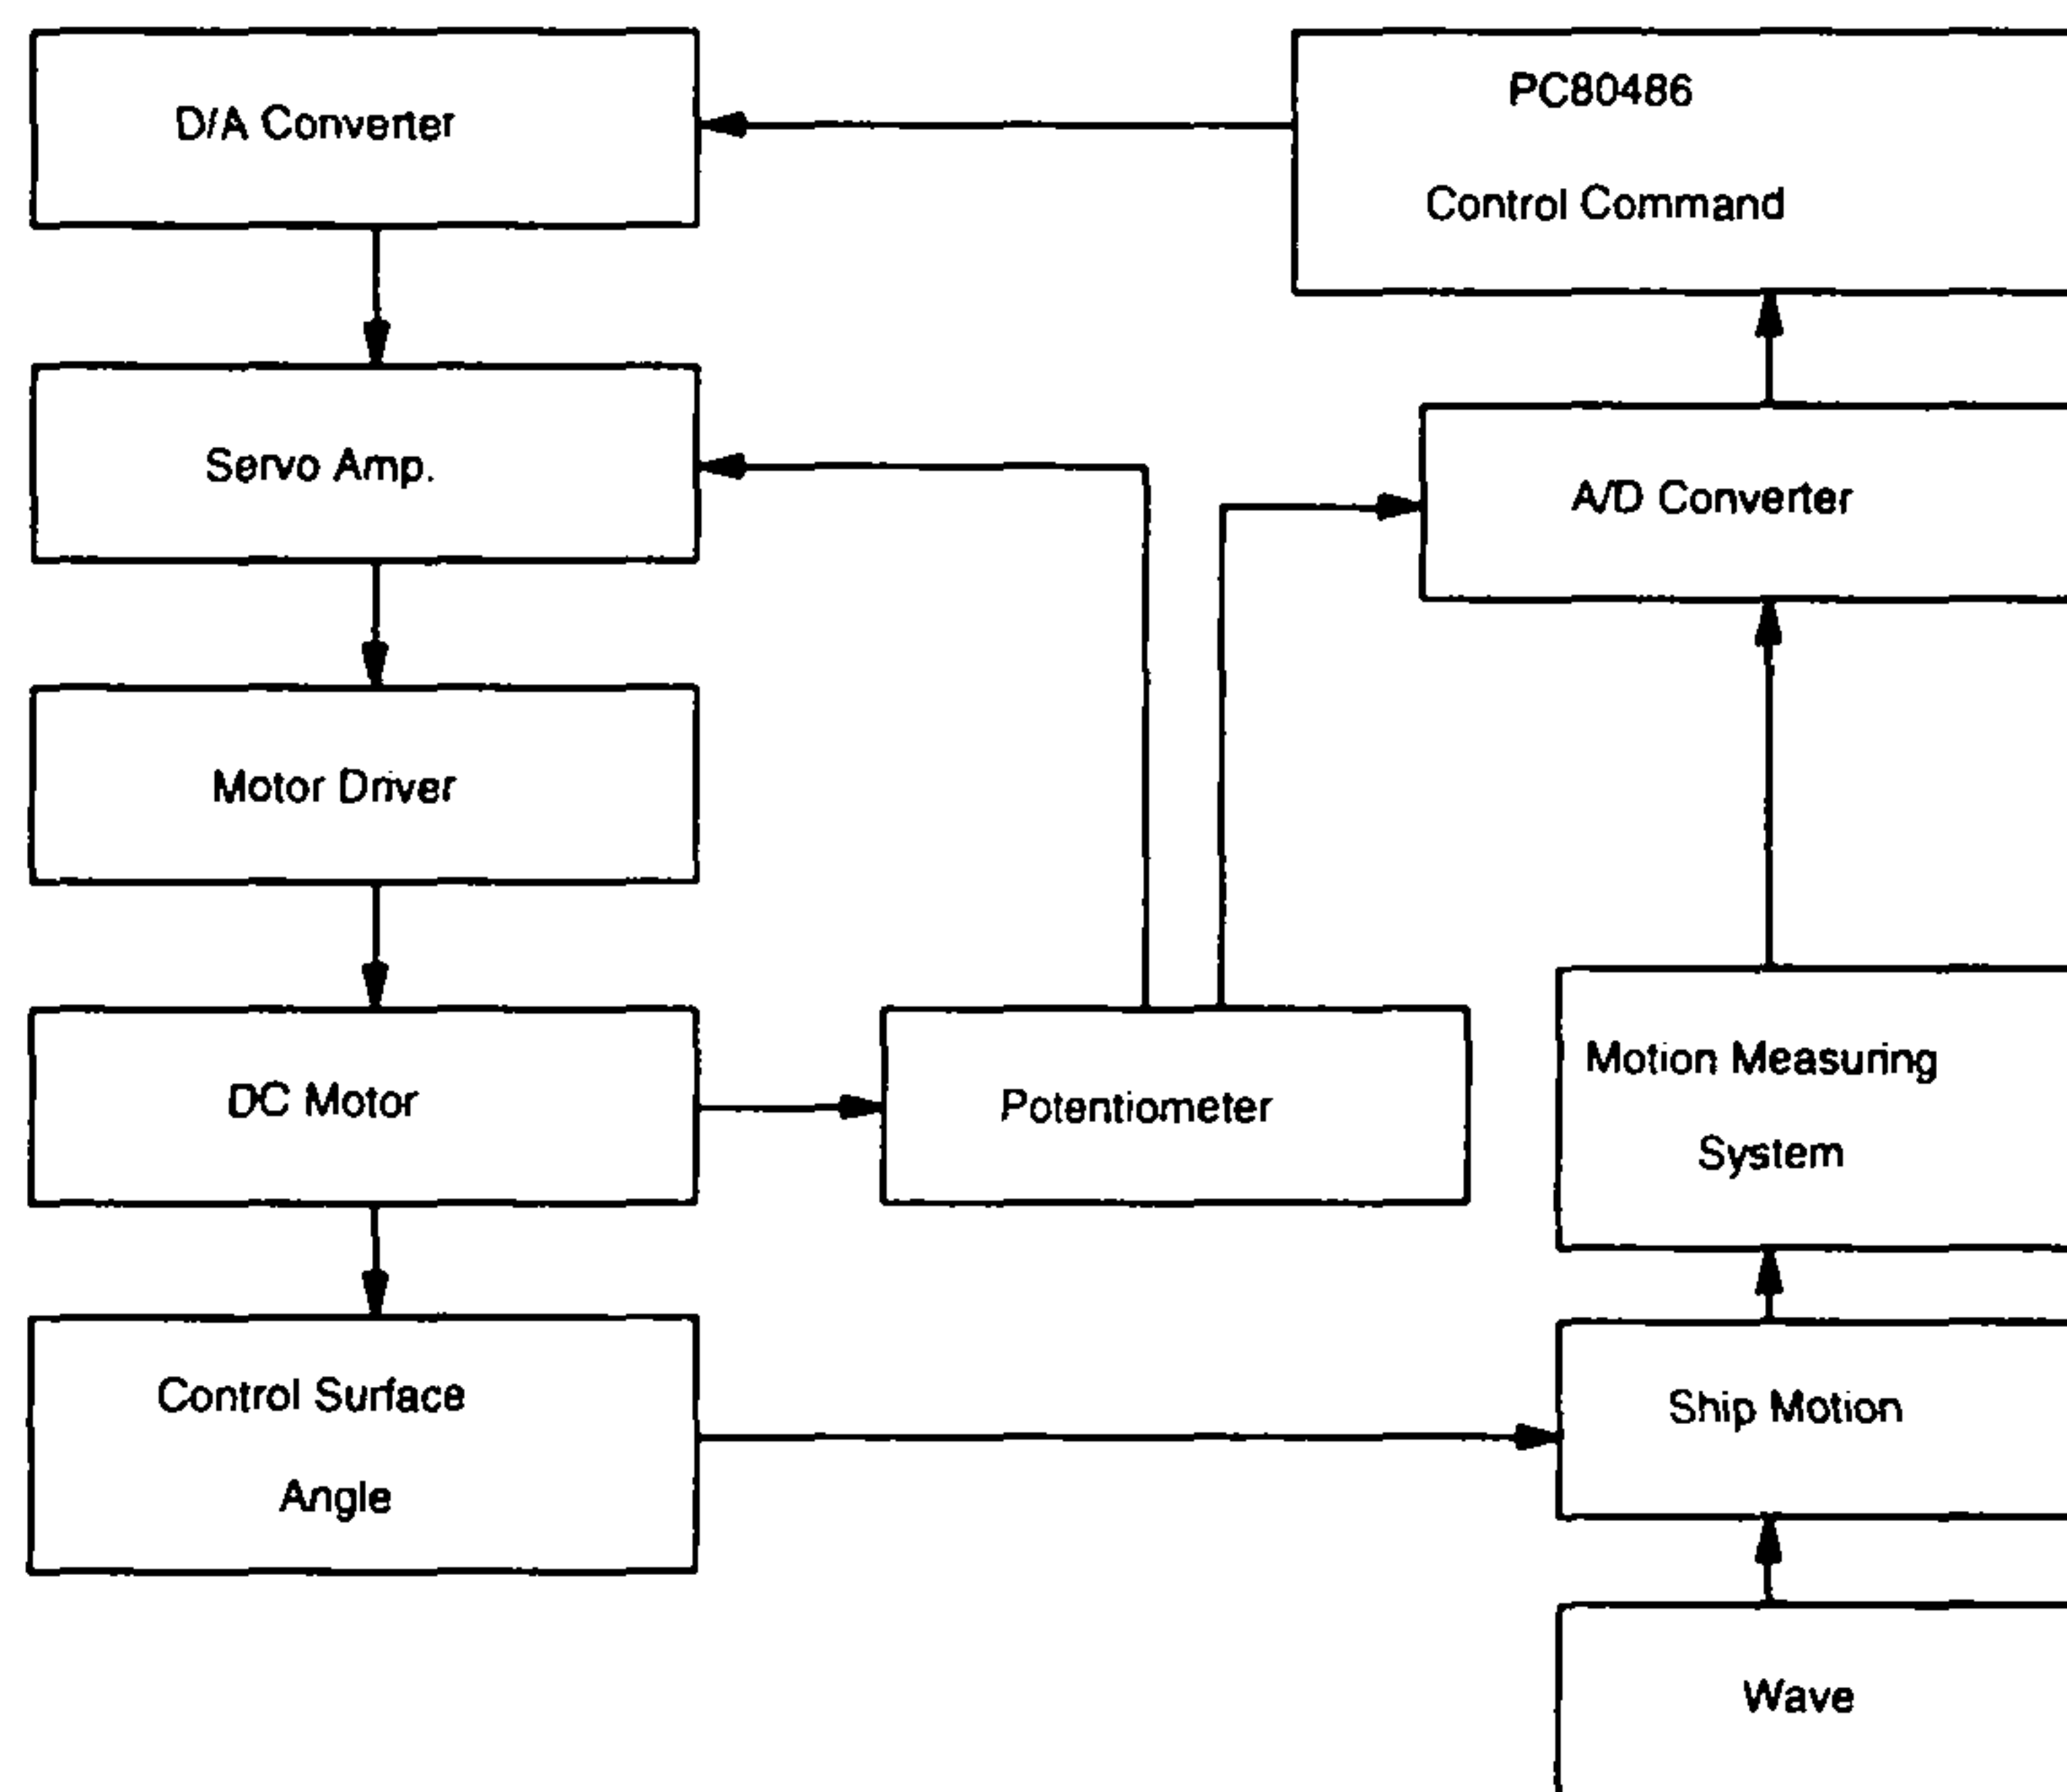 D/A Converter
PC80486
Control Command
Servo Amp.
A/D Converter
Motor Driver
DC Motor
Potentiometer
Motion Measuring
System
Control Surface
Angle
Ship Motion
Wave